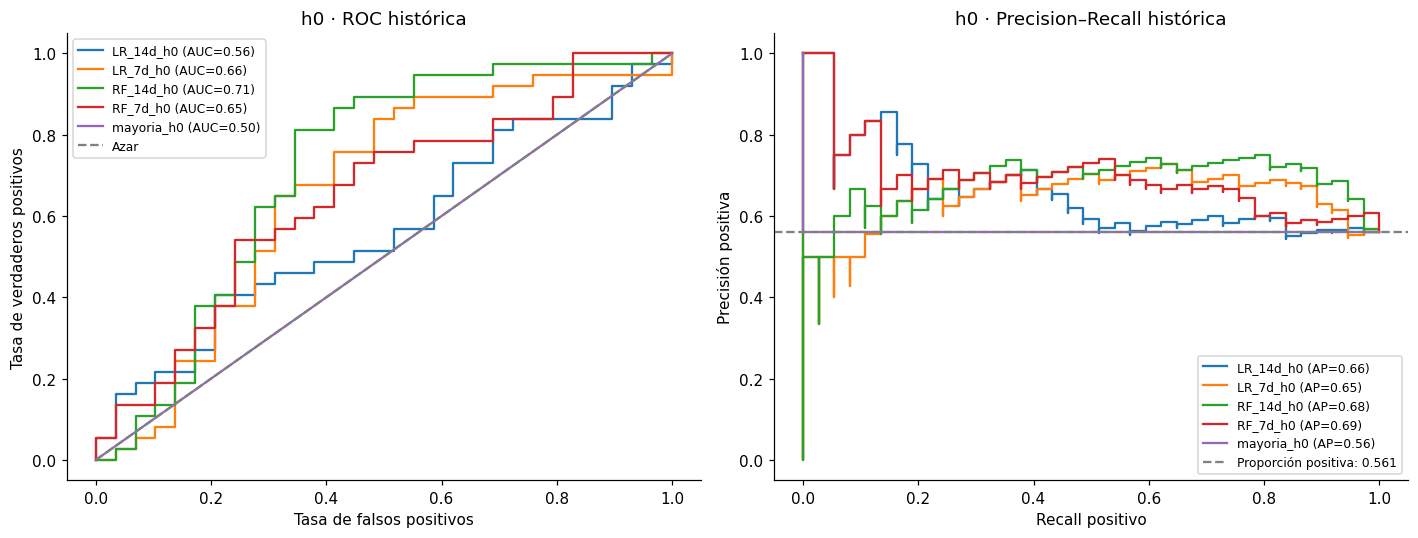 h0 · ROC histórica
LR_14d_h0 (AUC=0.56)
LR_7d_h0 (AUC=0.66)
RF_14d_h0 (AUC=0.71)
RF_7d_h0 (AUC=0.65)
mayoria_h0 (AUC=0.50)
Azar
Tasa de verdaderos positivos
1.0
0.8
0.6
0.4
0.2
0.0
0.0 0.2 0.4 0.6 0.8 1.0
Tasa de falsos positivos
h0 · Precision–Recall histórica
Precisión positiva
1.0
0.8
0.6
0.4
0.2
0.0
LR_14d_h0 (AP=0.66)
LR_7d_h0 (AP=0.65)
RF_14d_h0 (AP=0.68)
RF_7d_h0 (AP=0.69)
mayoria_h0 (AP=0.56)
Proporción positiva: 0.561
0.0 0.2 0.4 0.6 0.8 1.0
Recall positivo